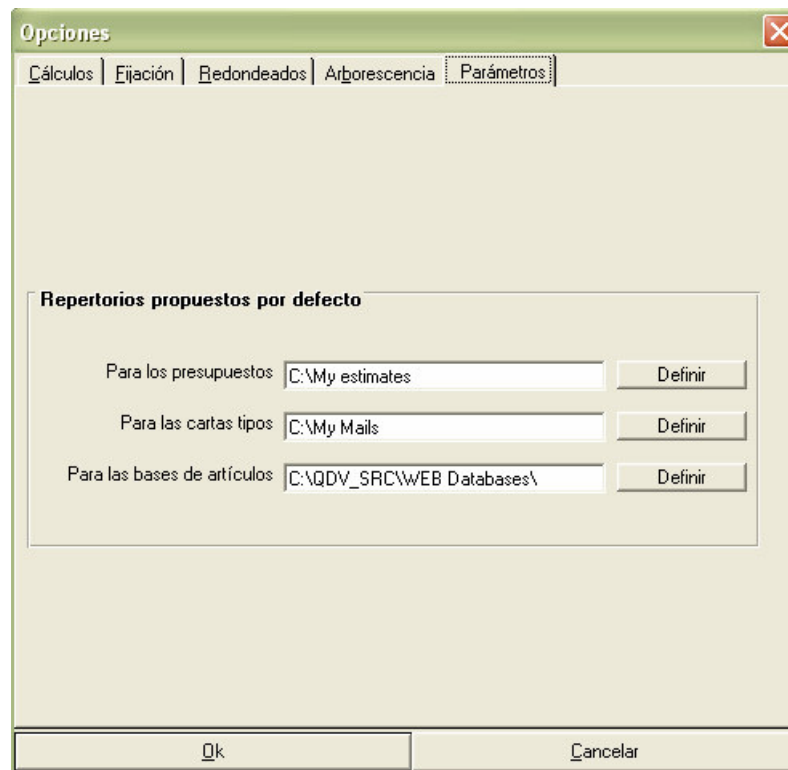 Opciones
Cálculos Fijación Redondeados Arborescencia Parámetros
Repertorios propuestos por defecto
Para los presupuestos C:\My estimates Definir
Para las cartas tipos C:\My Mails Definir
Para las bases de artículos C:\QDV_SRC\WEB Databases\ Definir
Ok Cancelar